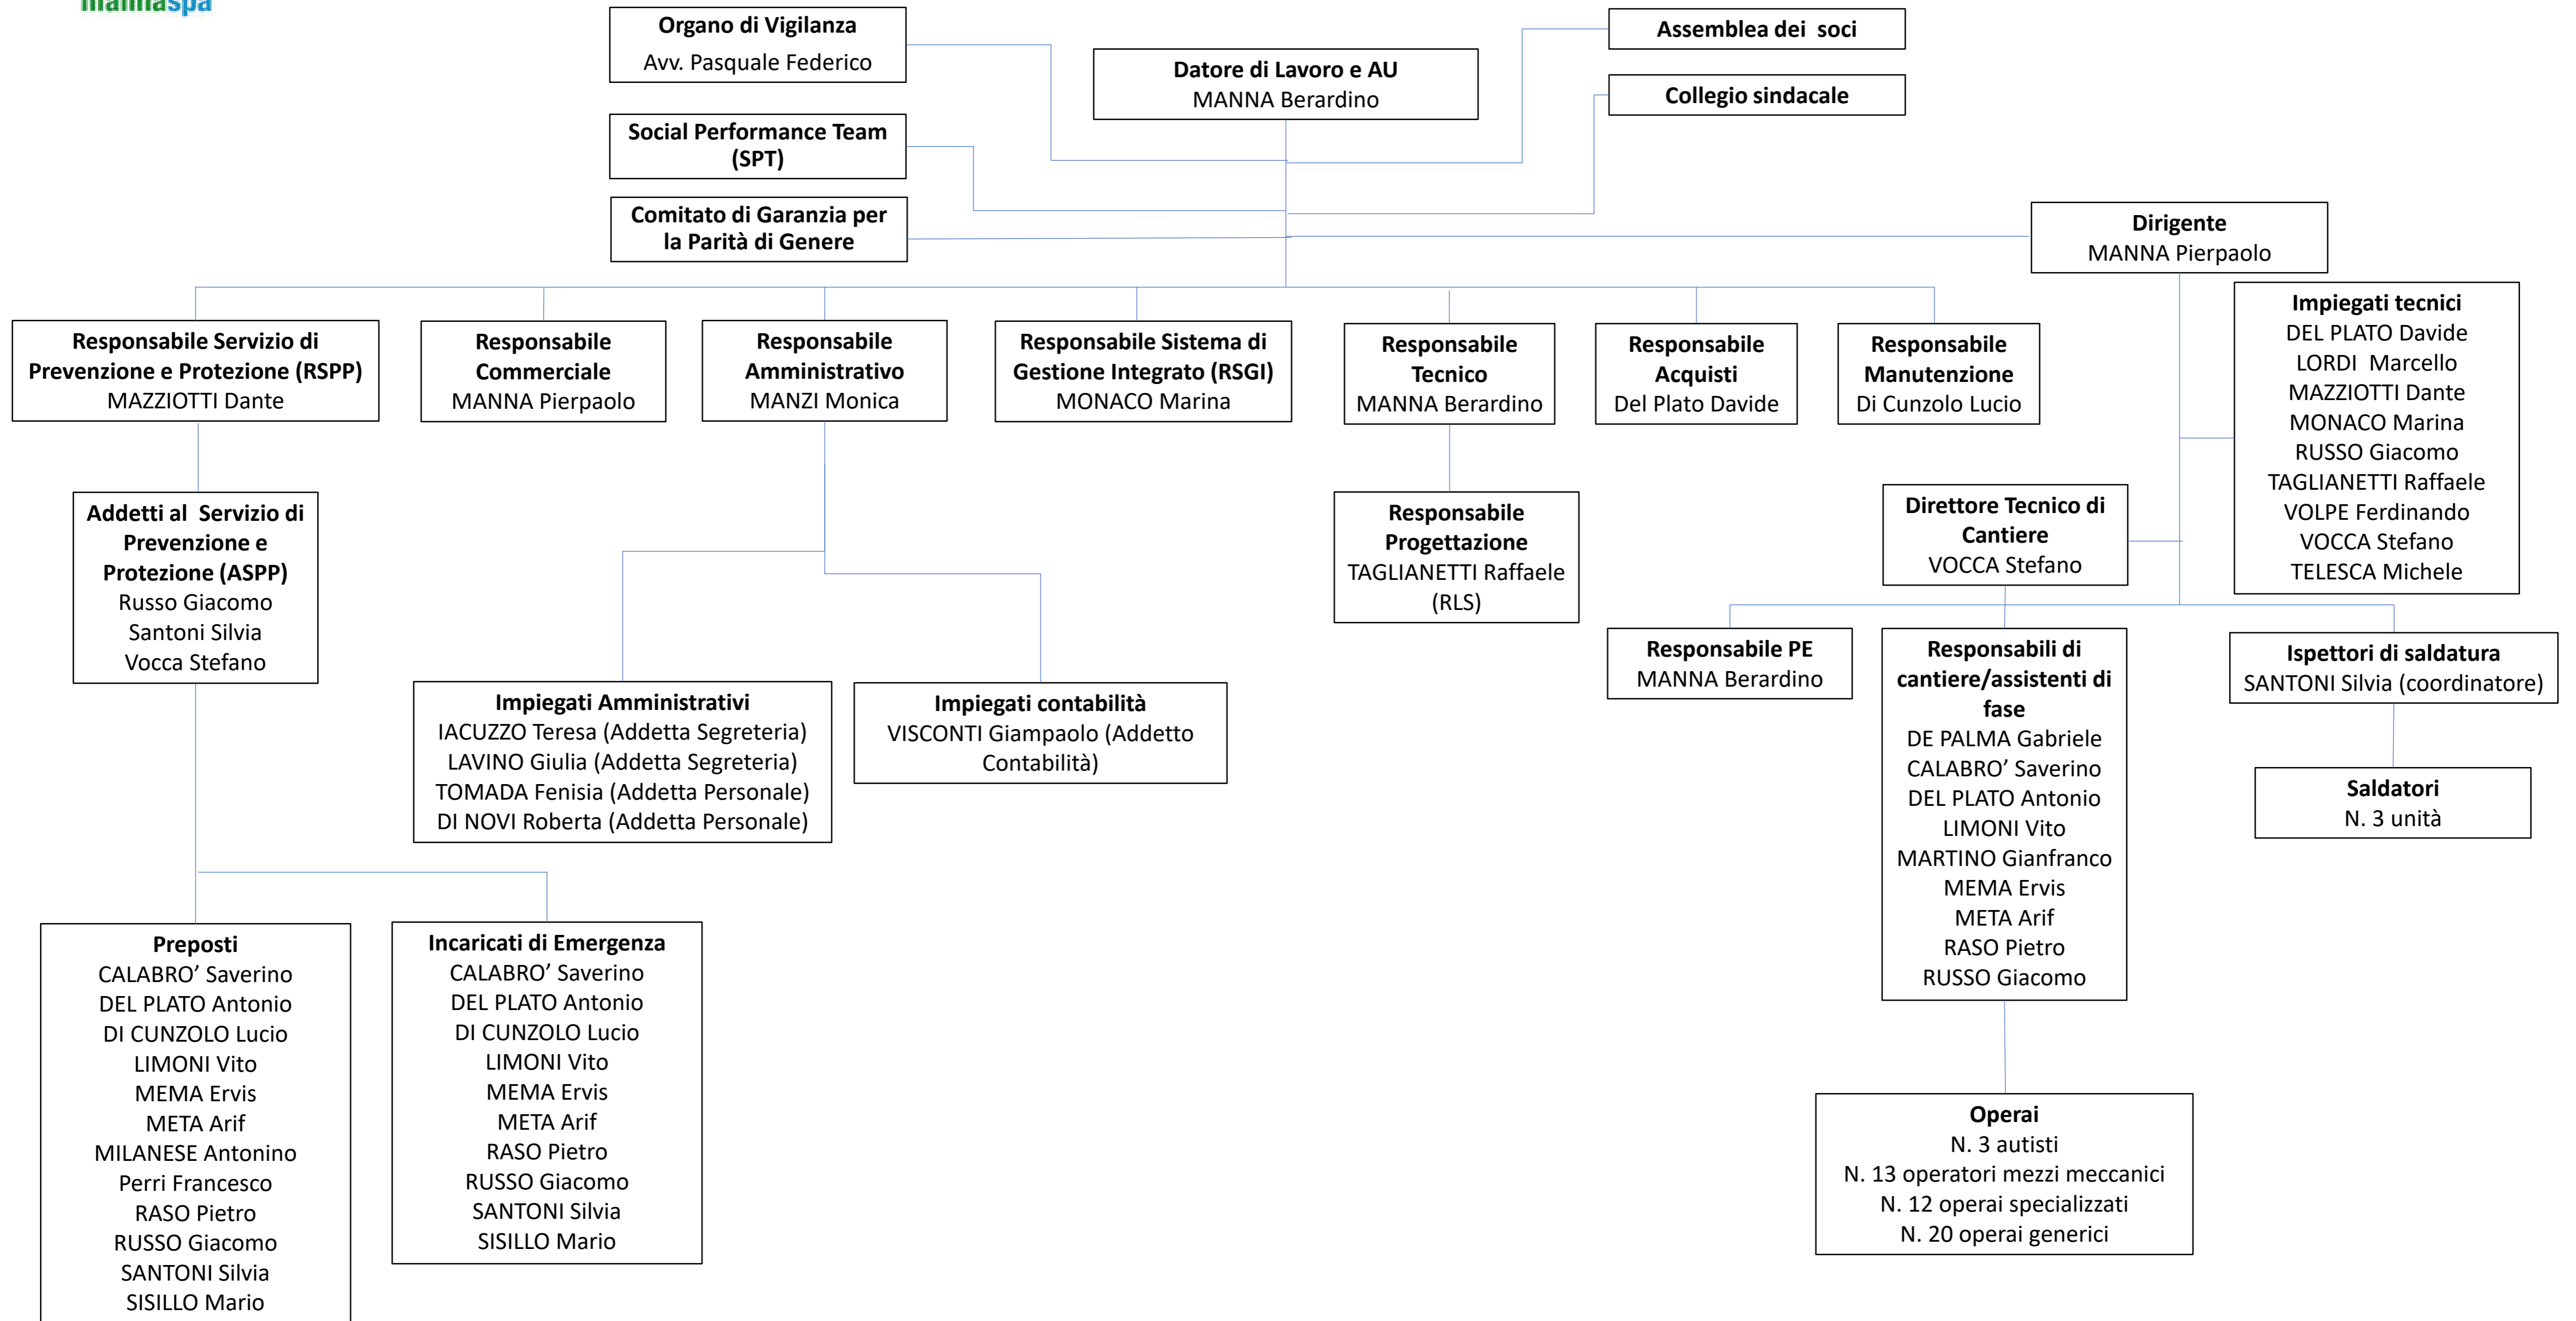 mannaspa
Organo di Vigilanza
Avv. Pasquale Federico
Datore di Lavoro e AU
MANNA Berardino
Assemblea dei soci
Collegio sindacale
Social Performance Team
(SPT)
Comitato di Garanzia per
la Parità di Genere
Dirigente
MANNA Pierpaolo
Responsabile Servizio di
Prevenzione e Protezione (RSPP)
MAZZIOTTI Dante
Responsabile
Commerciale
MANNA Pierpaolo
Responsabile
Amministrativo
MANZI Monica
Responsabile Sistema di
Gestione Integrato (RSGI)
MONACO Marina
Responsabile
Tecnico
MANNA Berardino
Responsabile
Acquisti
Del Plato Davide
Responsabile
Manutenzione
Di Cunzolo Lucio
Impiegati tecnici
DEL PLATO Davide
LORDI Marcello
MAZZIOTTI Dante
MONACO Marina
RUSSO Giacomo
TAGLIANETTI Raffaele
VOLPE Ferdinando
VOCCA Stefano
TELESCA Michele
Addetti al Servizio di
Prevenzione e
Protezione (ASPP)
Russo Giacomo
Santoni Silvia
Vocca Stefano
Responsabile
Progettazione
TAGLIANETTI Raffaele
(RLS)
Direttore Tecnico di
Cantiere
VOCCA Stefano
Impiegati Amministrativi
IACUZZO Teresa (Addetta Segreteria)
LAVINO Giulia (Addetta Segreteria)
TOMADA Fenisia (Addetta Personale)
DI NOVI Roberta (Addetta Personale)
Impiegati contabilità
VISCONTI Giampaolo (Addetto
Contabilità)
Responsabile PE
MANNA Berardino
Responsabili di
cantiere/assistenti di
fase
DE PALMA Gabriele
CALABRO’ Saverino
DEL PLATO Antonio
LIMONI Vito
MARTINO Gianfranco
MEMA Ervis
META Arif
RASO Pietro
RUSSO Giacomo
Ispettori di saldatura
SANTONI Silvia (coordinatore)
Saldatori
N. 3 unità
Preposti
CALABRO’ Saverino
DEL PLATO Antonio
DI CUNZOLO Lucio
LIMONI Vito
MEMA Ervis
META Arif
MILANESE Antonino
Perri Francesco
RASO Pietro
RUSSO Giacomo
SANTONI Silvia
SISILLO Mario
Incaricati di Emergenza
CALABRO’ Saverino
DEL PLATO Antonio
DI CUNZOLO Lucio
LIMONI Vito
MEMA Ervis
META Arif
RASO Pietro
RUSSO Giacomo
SANTONI Silvia
SISILLO Mario
Operai
N. 3 autisti
N. 13 operatori mezzi meccanici
N. 12 operai specializzati
N. 20 operai generici